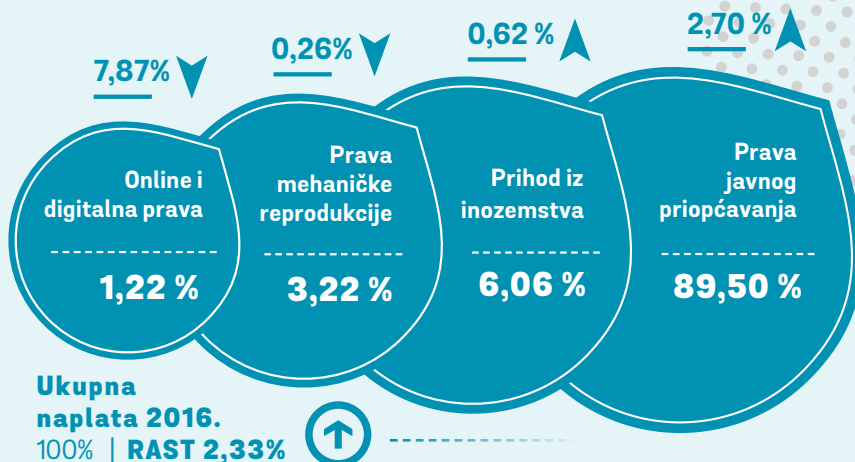 7,87%
0,26%
0,62 %
2,70 %
Online i
digitalna prava
1,22 %
Prava
mehaničke
reprodukcije
3,22 %
Prihod iz
inozemstva
6,06 %
Prava
javnog
priopćavanja
89,50 %
Ukupna
naplata 2016.
100% | RAST 2,33%